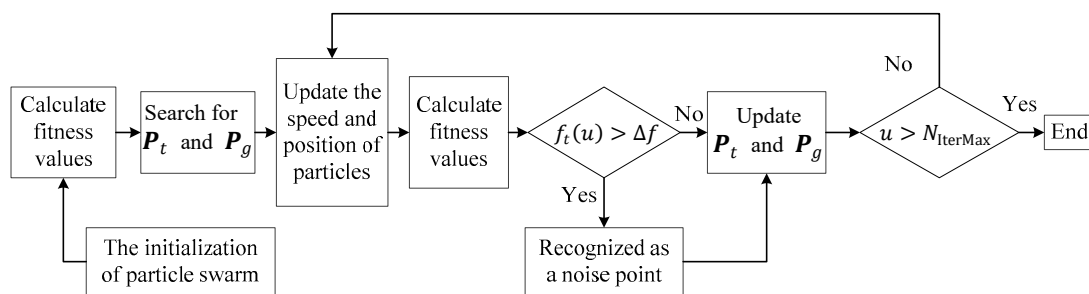 The initialization
of particle swarm
Calculate
fitness
values
Search for
P_t and P_g
Update the
speed and
position of
particles
Calculate
fitness
values
f_t(u) > Δf
No
Yes
Recognized as
a noise point
Update
P_t and P_g
u > N_IterMax
No
Yes
End